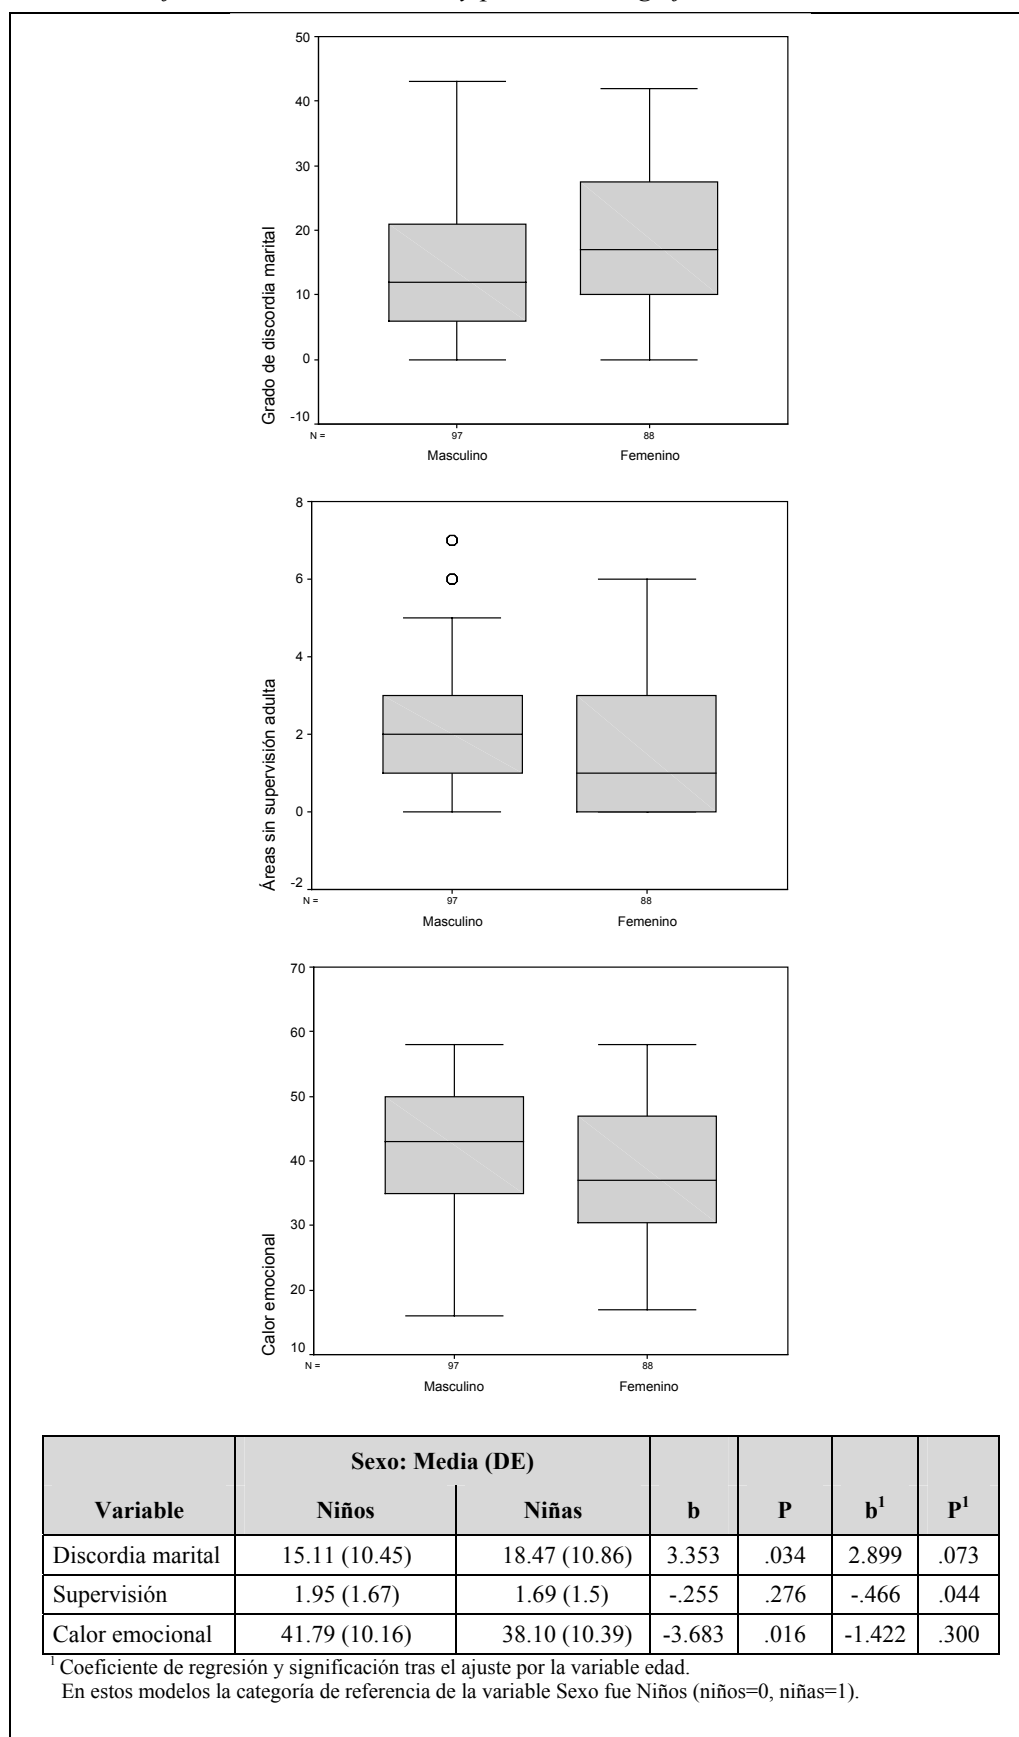 50
40
30
20
10
0
-10
Grado de discordia marital
N = 97 88
Masculino Femenino
8
6
4
2
0
-2
Áreas sin supervisión adulta
N = 97 88
Masculino Femenino
70
60
50
40
30
20
10
Calor emocional
N = 97 88
Masculino Femenino
Sexo: Media (DE)
Variable Niños Niñas b P b¹ P¹
Discordia marital 15.11 (10.45) 18.47 (10.86) 3.353 .034 2.899 .073
Supervisión 1.95 (1.67) 1.69 (1.5) -.255 .276 -.466 .044
Calor emocional 41.79 (10.16) 38.10 (10.39) -3.683 .016 -1.422 .300
¹ Coeficiente de regresión y significación tras el ajuste por la variable edad.
En estos modelos la categoría de referencia de la variable Sexo fue Niños (niños=0, niñas=1).